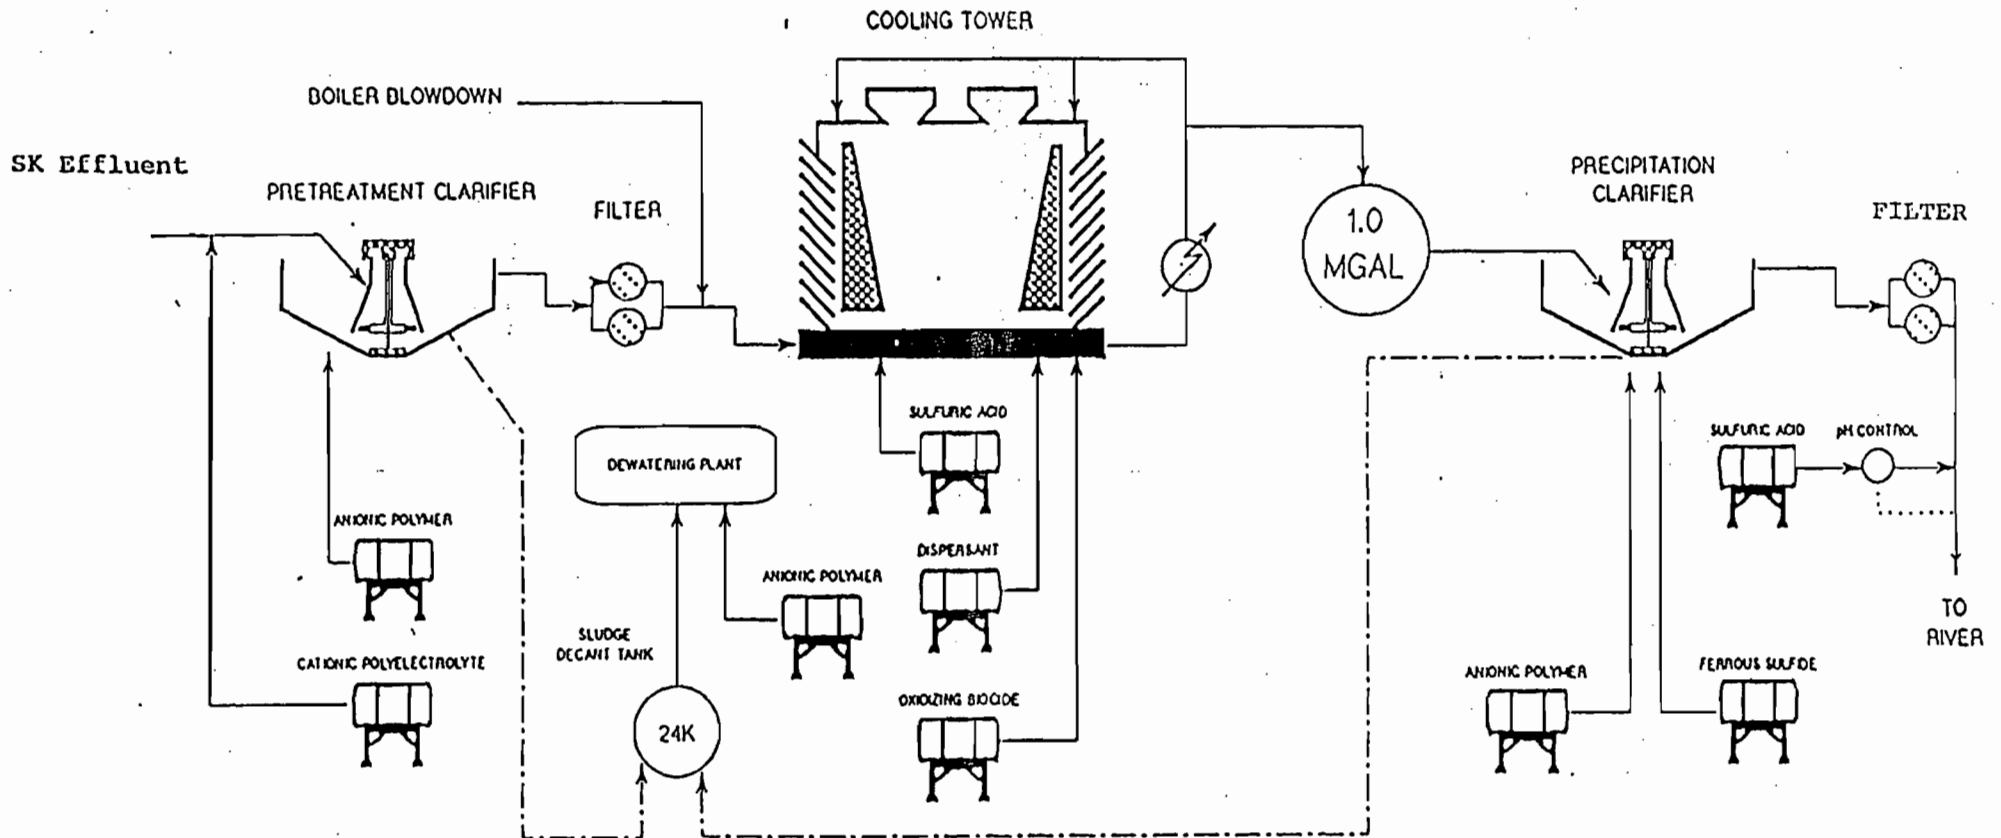 COOLING TOWER
BOILER BLOWDOWN
SK Effluent
PRETREATMENT CLARIFIER
FILTER
1.0
MGAL
PRECIPITATION
CLARIFIER
FILTER
SULFURIC ACID
DEWATERING PLANT
SULFURIC ACID
pH CONTROL
ANIONIC POLYMER
DISPERSANT
ANIONIC POLYMER
SLUDGE
DECANT TANK
TO
RIVER
CATIONIC POLYELECTROLYTE
ANIONIC POLYMER
FERROUS SULFIDE
OXIDIZING BIOCIDE
24K